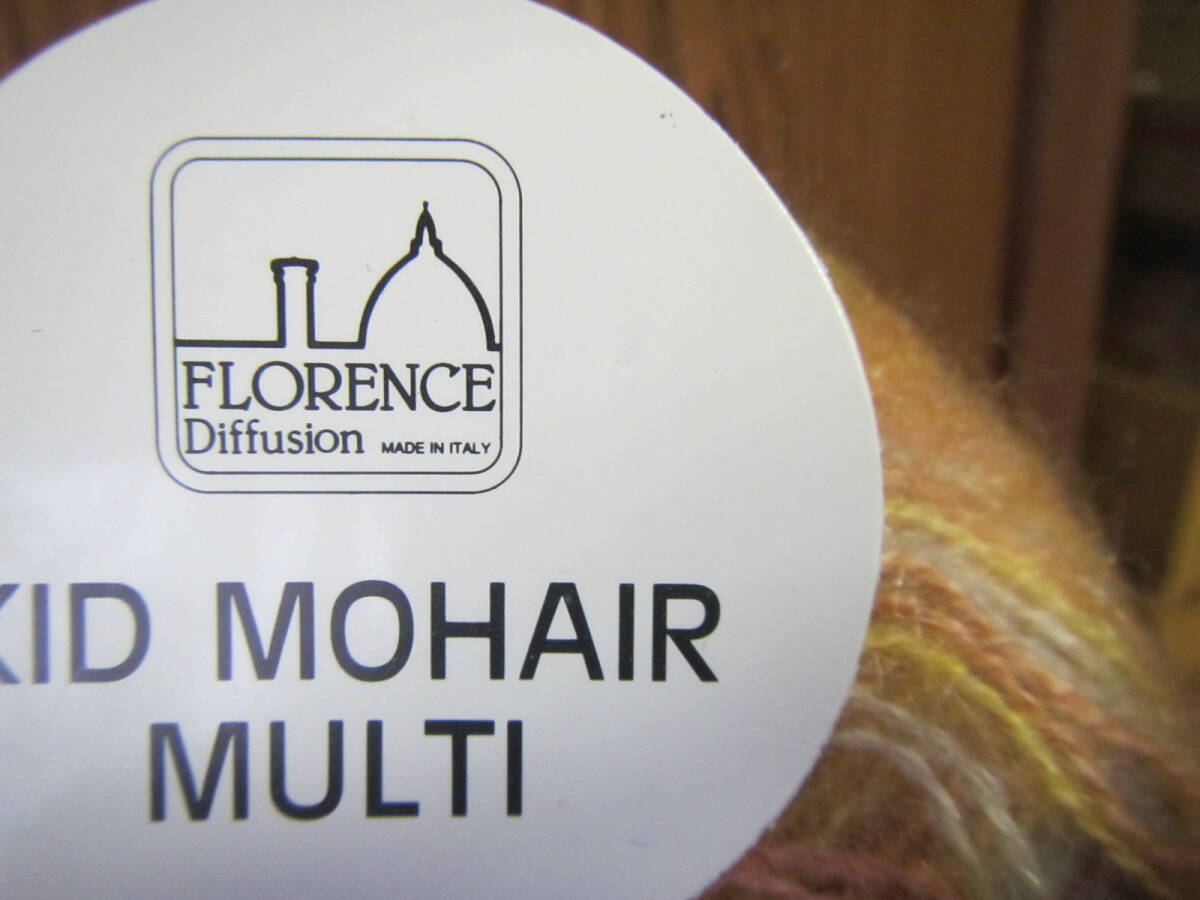 FLORENCE
Diffusion MADE IN ITALY
KID MOHAIR
MULTI